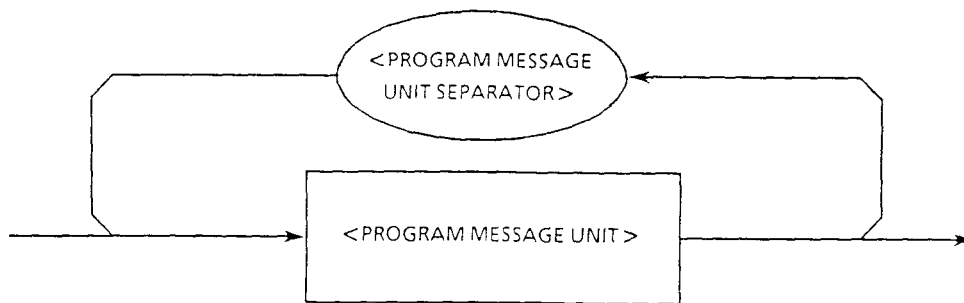 <PROGRAM MESSAGE
UNIT SEPARATOR>
<PROGRAM MESSAGE UNIT>